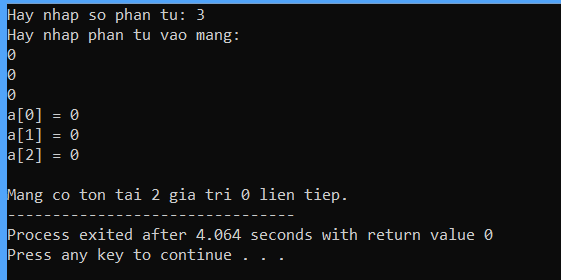 Hay nhap so phan tu: 3
Hay nhap phan tu vao mang:
0
0
0
a[0] = 0
a[1] = 0
a[2] = 0
Mang co ton tai 2 gia tri 0 lien tiep.
--------------------------------
Process exited after 4.064 seconds with return value 0
Press any key to continue . . .